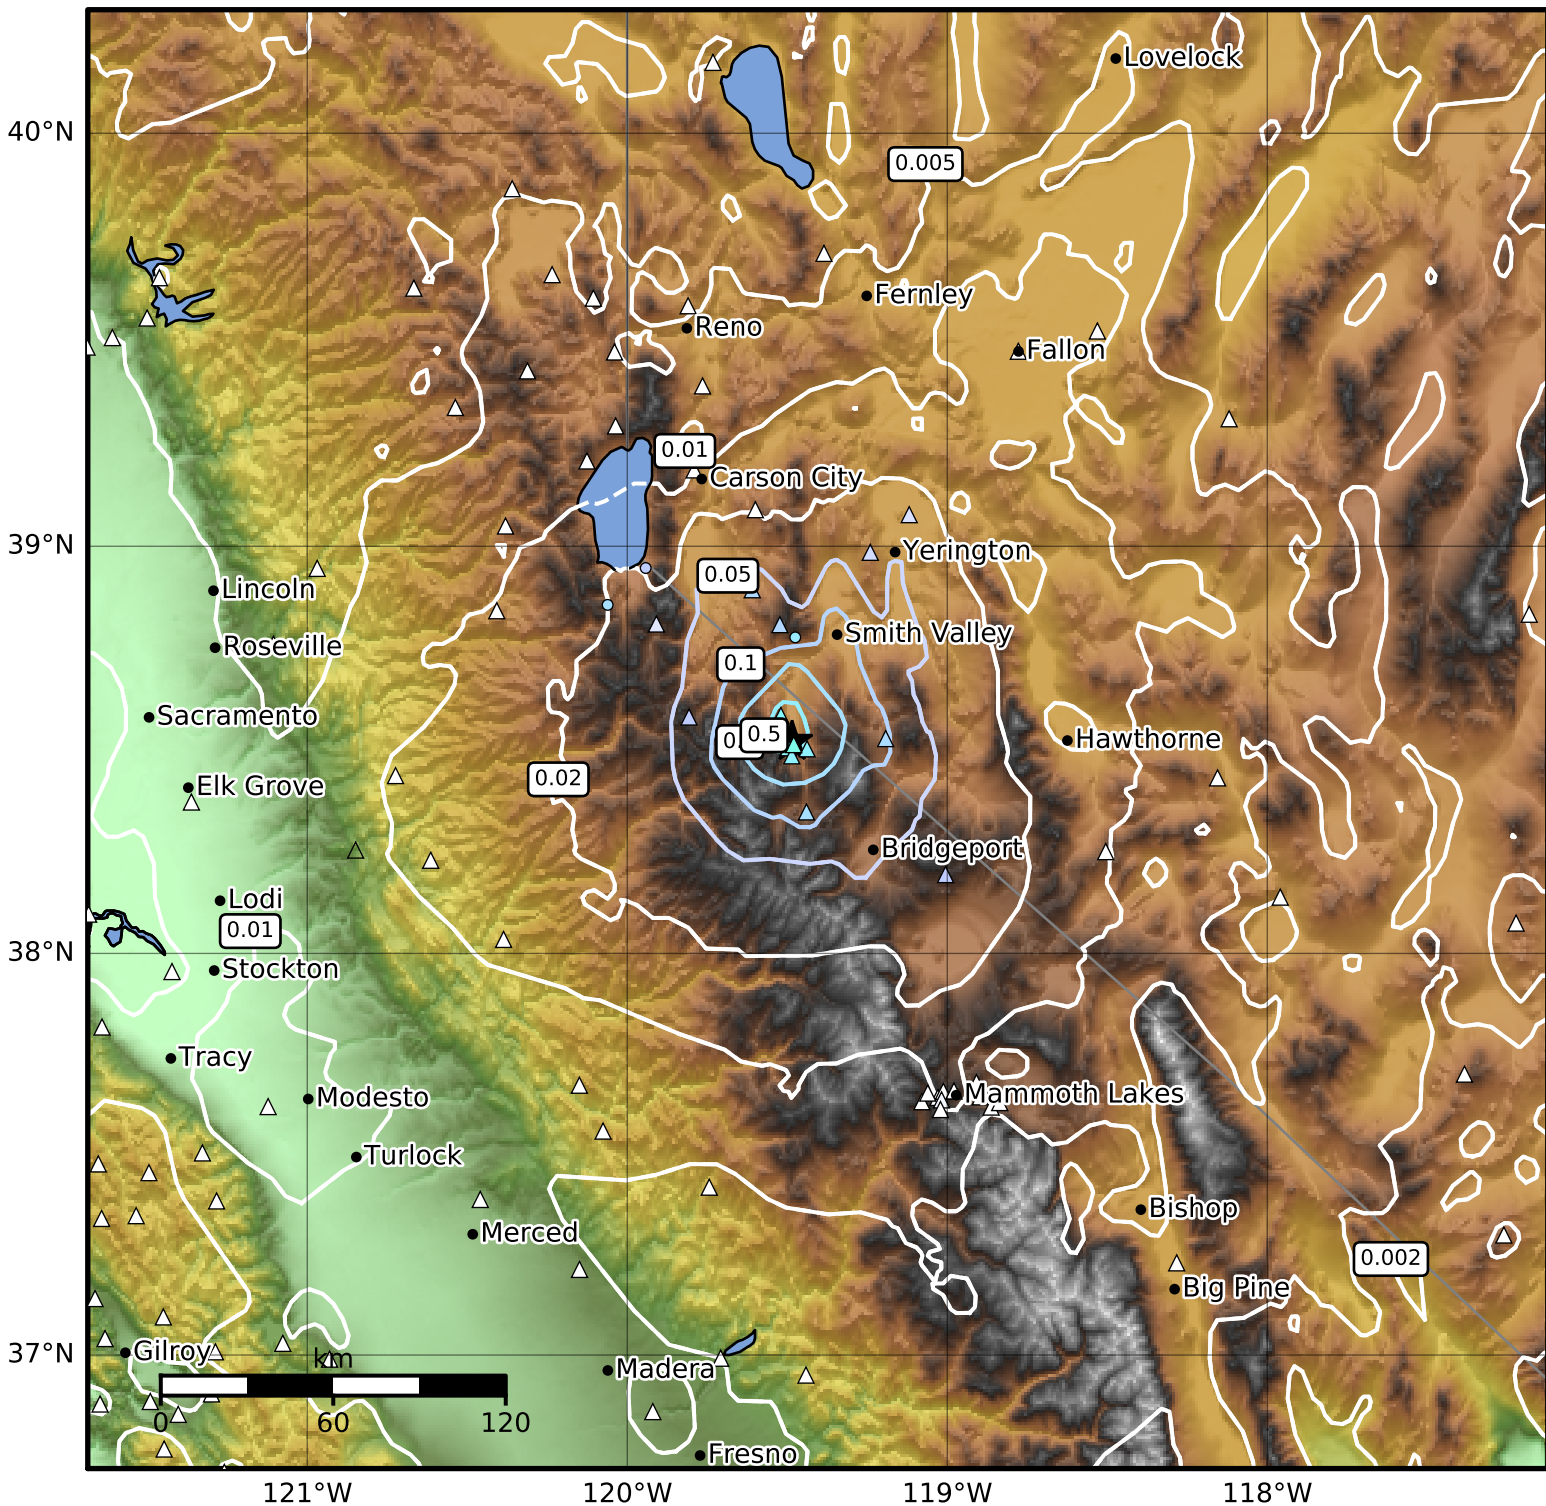 Lovelock
40°N
0.005
Fernley
Reno
Fallon
0.01
Carson City
39°N
Yerington
0.05
Lincoln
Smith Valley
Roseville
0.1
Sacramento
0.5
Hawthorne
0.02
Elk Grove
Bridgeport
Lodi
0.01
38°N
Stockton
Tracy
Mammoth Lakes
Modesto
Turlock
Bishop
Merced
0.002
Big Pine
37°N
Gilroy
km
Madera
0 60 120
Fresno
121°W 120°W 119°W 118°W